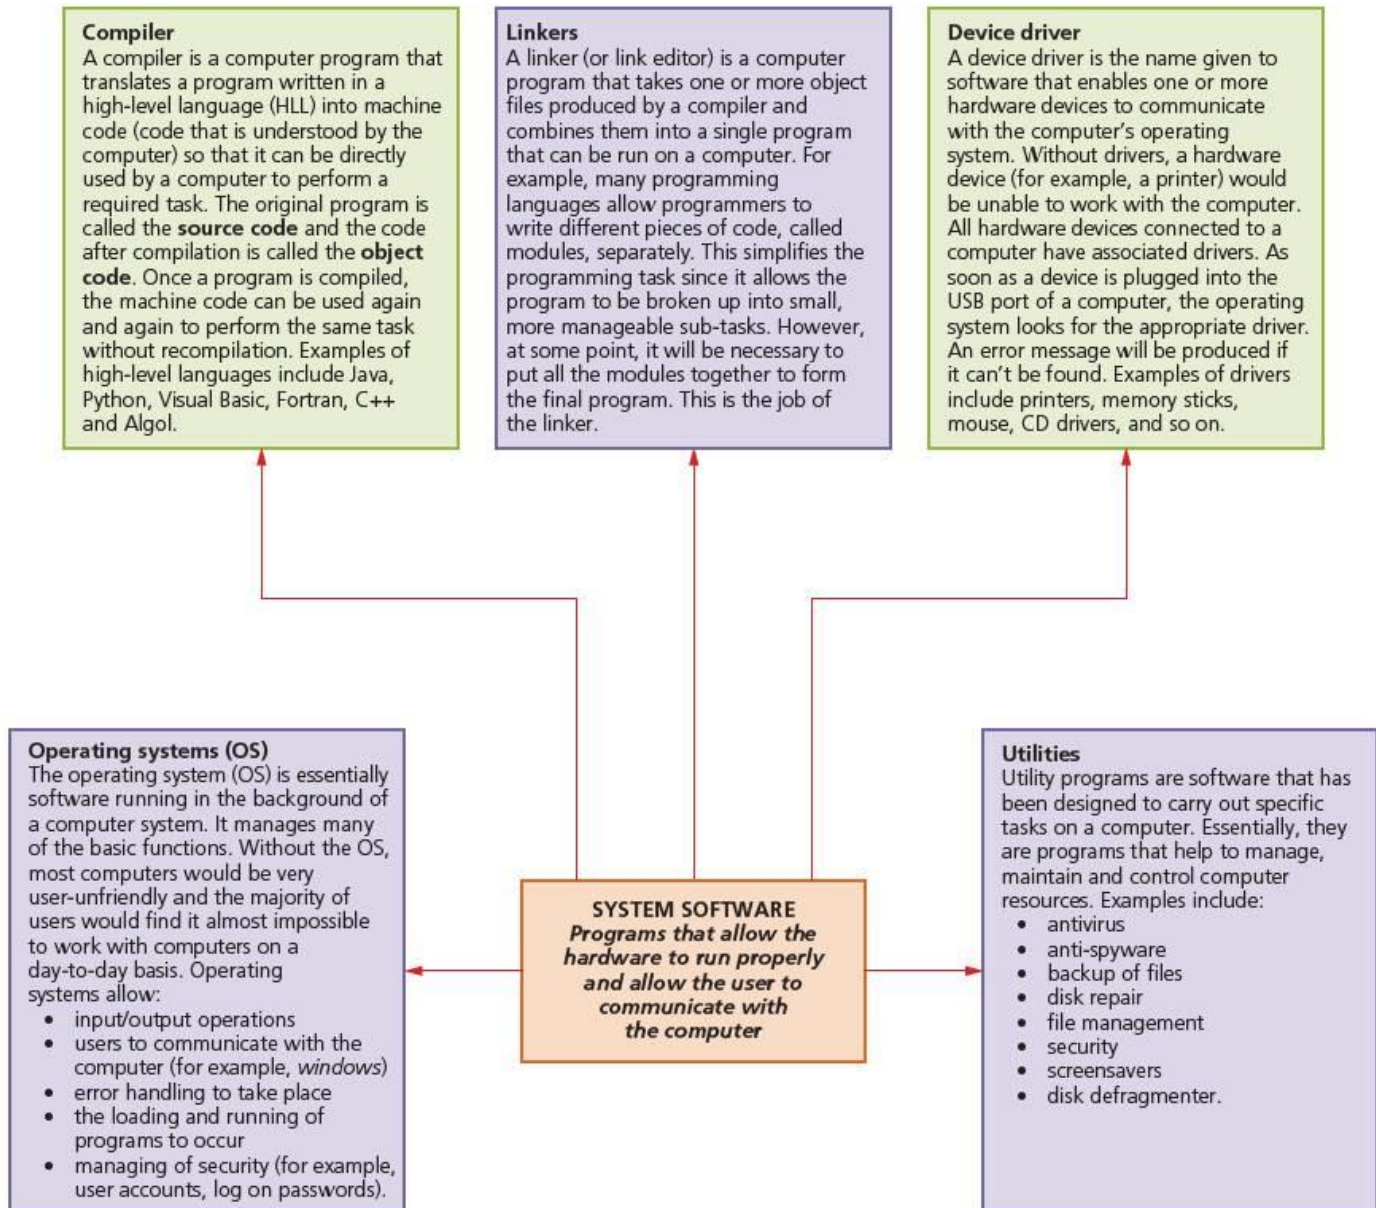 Compiler
A compiler is a computer program that
translates a program written in a
high-level language (HLL) into machine
code (code that is understood by the
computer) so that it can be directly
used by a computer to perform a
required task. The original program is
called the source code and the code
after compilation is called the object
code. Once a program is compiled,
the machine code can be used again
and again to perform the same task
without recompilation. Examples of
high-level languages include Java,
Python, Visual Basic, Fortran, C++
and Algol.
Linkers
A linker (or link editor) is a computer
program that takes one or more object
files produced by a compiler and
combines them into a single program
that can be run on a computer. For
example, many programming
languages allow programmers to
write different pieces of code, called
modules, separately. This simplifies the
programming task since it allows the
program to be broken up into small,
more manageable sub-tasks. However,
at some point, it will be necessary to
put all the modules together to form
the final program. This is the job of
the linker.
Device driver
A device driver is the name given to
software that enables one or more
hardware devices to communicate
with the computer's operating
system. Without drivers, a hardware
device (for example, a printer) would
be unable to work with the computer.
All hardware devices connected to a
computer have associated drivers. As
soon as a device is plugged into the
USB port of a computer, the operating
system looks for the appropriate driver.
An error message will be produced if
it can't be found. Examples of drivers
include printers, memory sticks,
mouse, CD drivers, and so on.
Operating systems (OS)
The operating system (OS) is essentially
software running in the background of
a computer system. It manages many
of the basic functions. Without the OS,
most computers would be very
user-unfriendly and the majority of
users would find it almost impossible
to work with computers on a
day-to-day basis. Operating
systems allow:
• input/output operations
• users to communicate with the
computer (for example, windows)
• error handling to take place
• the loading and running of
programs to occur
• managing of security (for example,
user accounts, log on passwords).
SYSTEM SOFTWARE
Programs that allow the
hardware to run properly
and allow the user to
communicate with
the computer
Utilities
Utility programs are software that has
been designed to carry out specific
tasks on a computer. Essentially, they
are programs that help to manage,
maintain and control computer
resources. Examples include:
• antivirus
• anti-spyware
• backup of files
• disk repair
• file management
• security
• screensavers
• disk defragmenter.